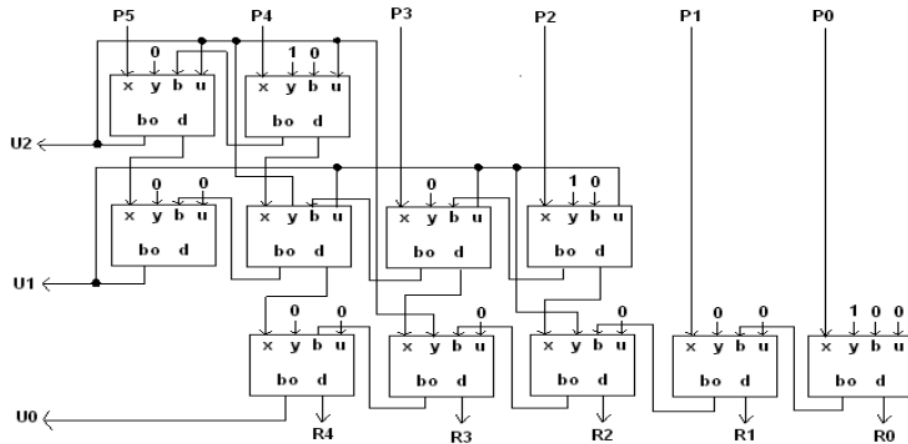 P5 P4 P3 P2 P1 P0
0 1 0
x y b u x y b u
bo d bo d
U2
0 0 0 1 0
x y b u x y b u x y b u x y b u
bo d bo d bo d bo d
U1
0 0 0 0 0 0 1 0 0
x y b u x y b u x y b u x y b u x y b u
bo d bo d bo d bo d bo d
U0
R4 R3 R2 R1 R0